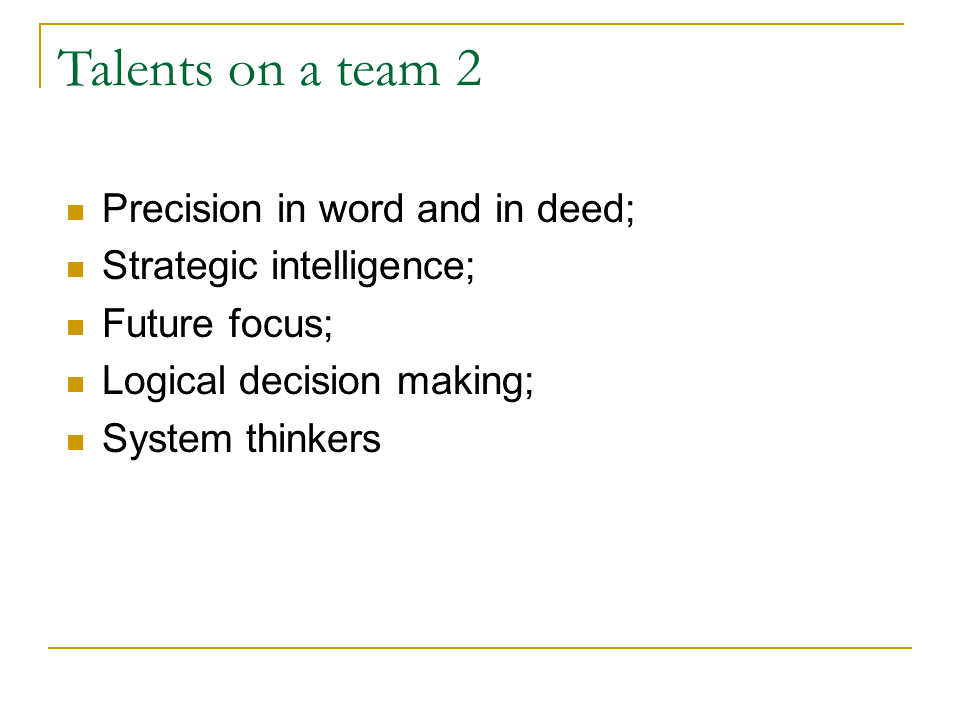 Talents on a team 2
Precision in word and in deed;
Strategic intelligence;
Future focus;
Logical decision making;
System thinkers